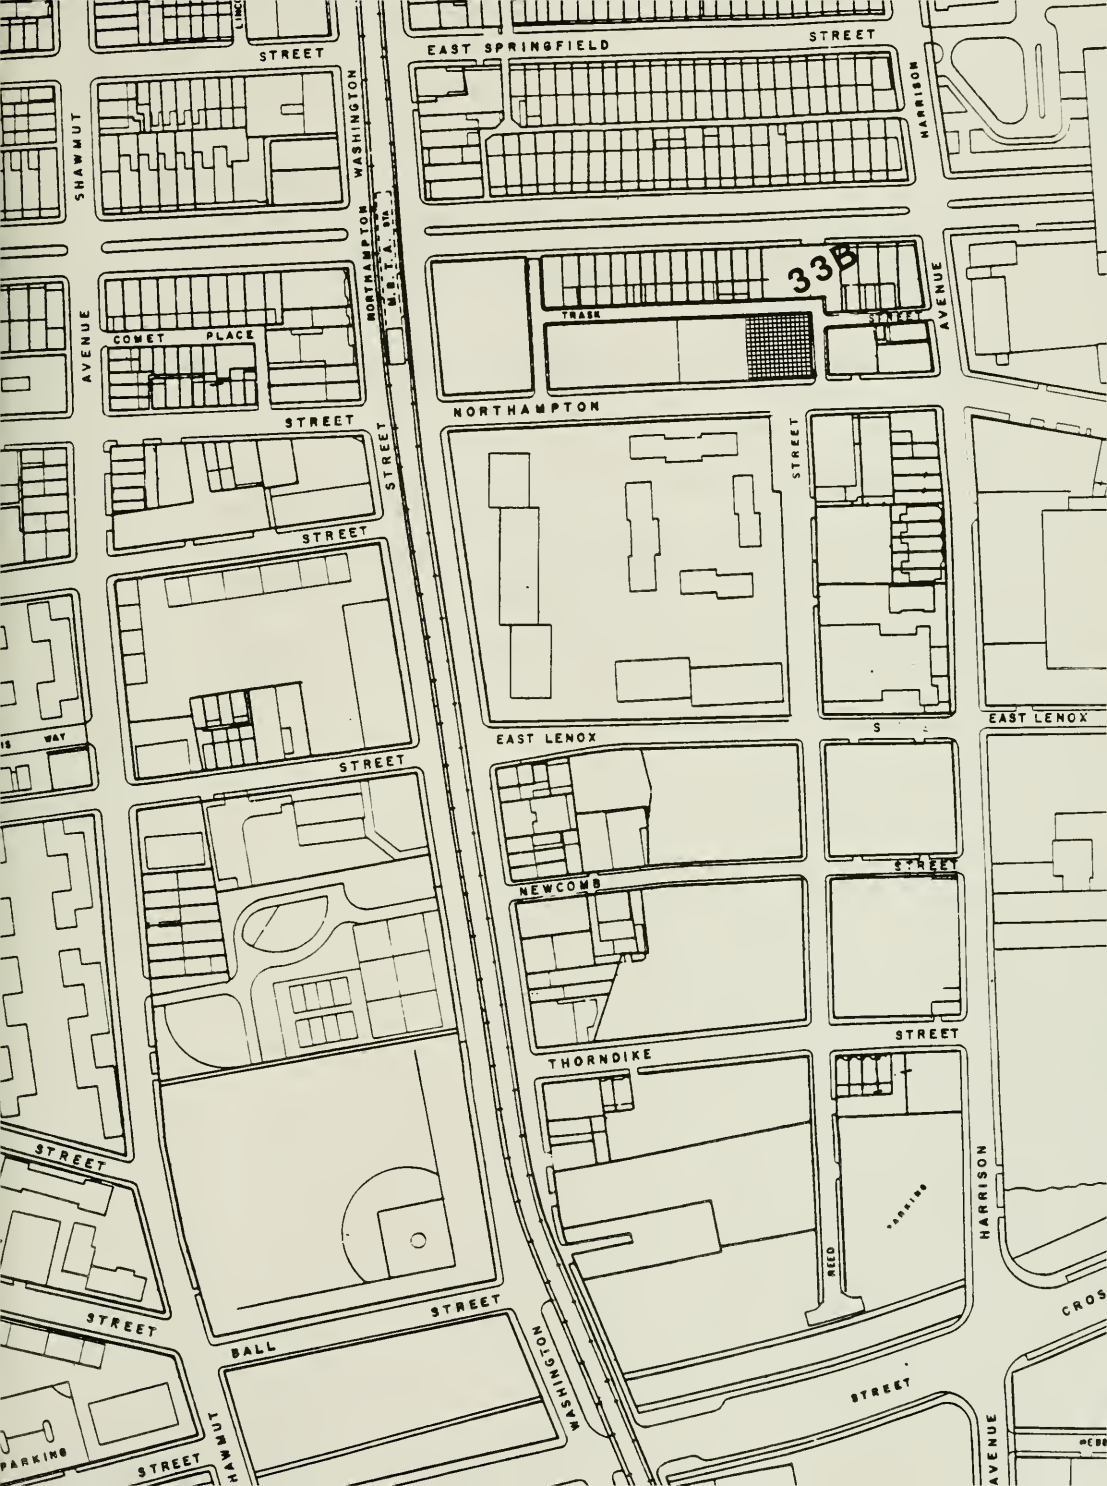 STREET
EAST SPRINGFIELD
STREET
WASHINGTON
HARRISON
SHAWMUT
NORTHAMPTON
M.B.T.A. STA
33B
AVENUE
AVENUE
COMET PLACE
TRASK
STREET
NORTHAMPTON
STREET
STREET
STREET
STREET
EAST LENOX
EAST LENOX
S
WAY
STREET
STREET
NEWCOMB
STREET
THORNDIKE
STREET
HARRISON
PARKING
REED
STREET
STREET
STREET
BALL
WASHINGTON
STREET
AVENUE
PARKING
STREET